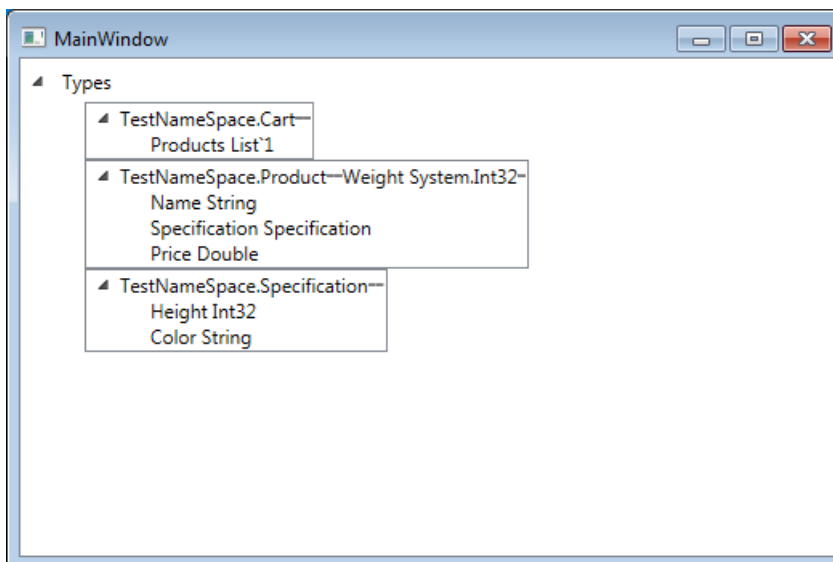 MainWindow
Types
TestNameSpace.Cart--
Products List`1
TestNameSpace.Product--Weight System.Int32-
Name String
Specification Specification
Price Double
TestNameSpace.Specification--
Height Int32
Color String